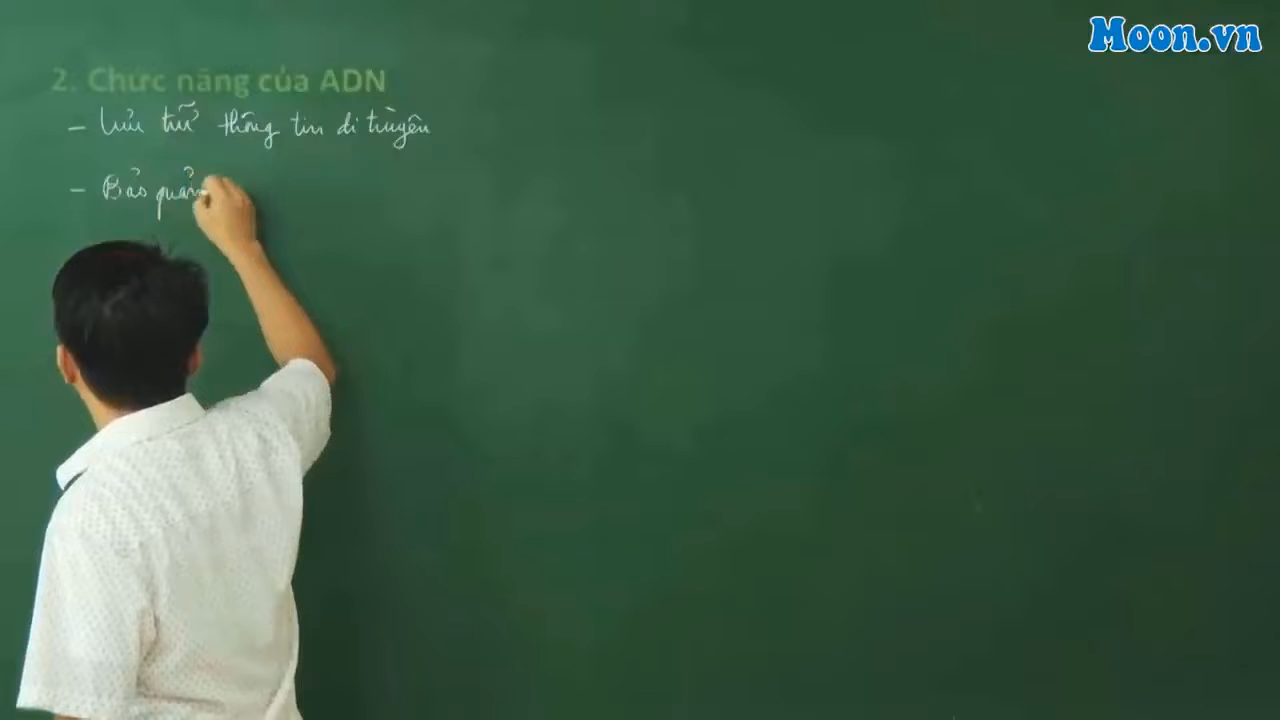 Moon.vn
2. Chức năng của ADN
- Lưu trữ thông tin di truyền
- Bảo quản